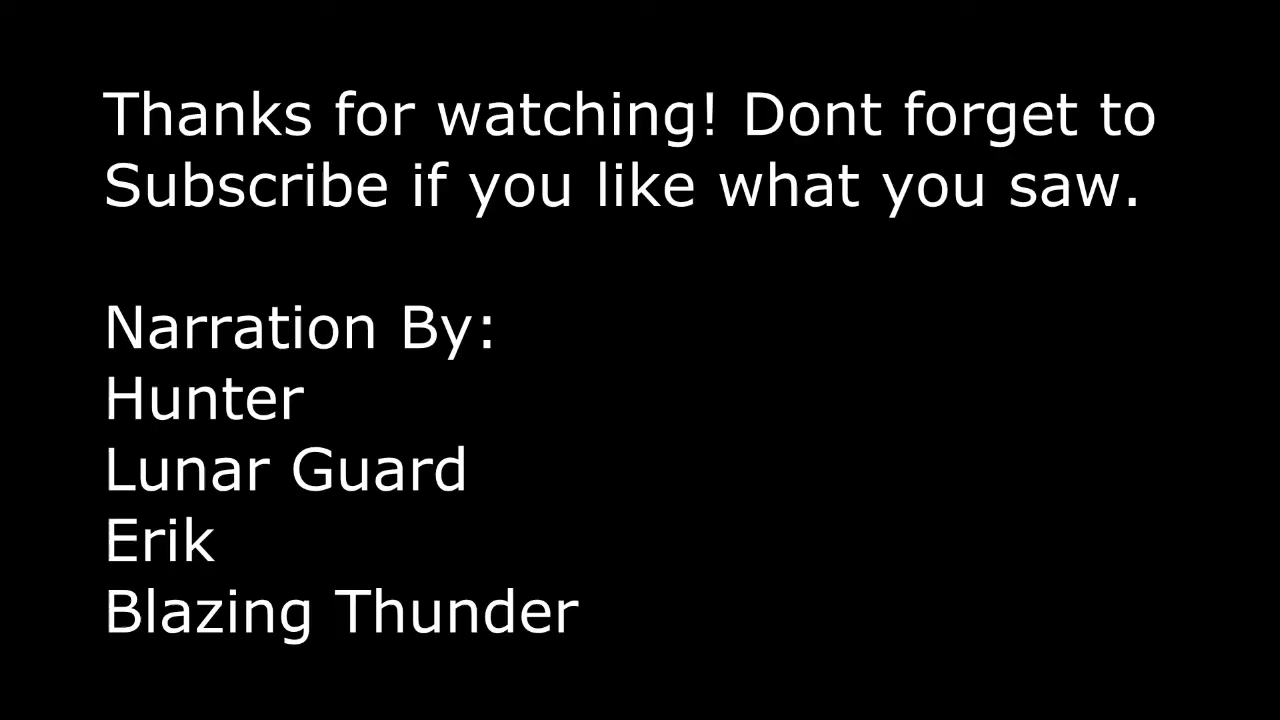 Thanks for watching! Dont forget to
Subscribe if you like what you saw.
Narration By:
Hunter
Lunar Guard
Erik
Blazing Thunder